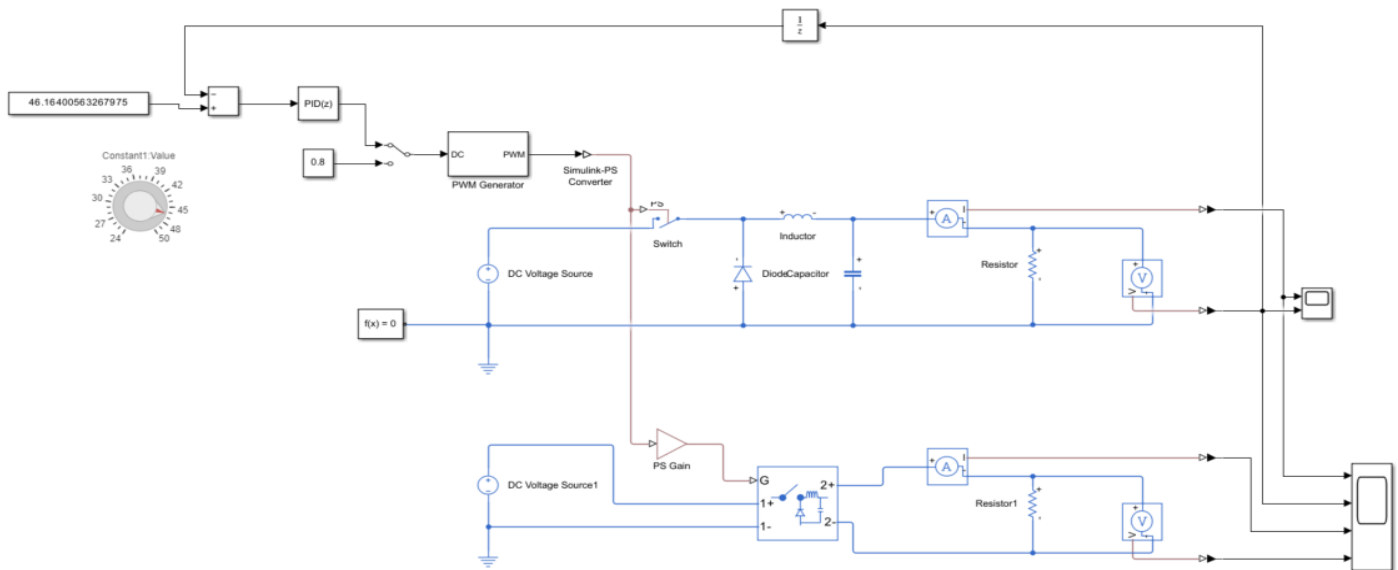 1
z
46.16400563267975
−
+
PID(z)
Constant1:Value
24
27
30
33
36
39
42
45
48
50
0.8
DC
PWM
PWM Generator
Simulink-PS
Converter
PS
Switch
DC Voltage Source
f(x) = 0
+
-
Inductor
-
+
Diode
Capacitor
+
-
+
A
I
Resistor
+
-
+
V
V
-
PS Gain
DC Voltage Source1
G
1+
1-
2+
2-
+
A
I
Resistor1
+
-
+
V
V
-